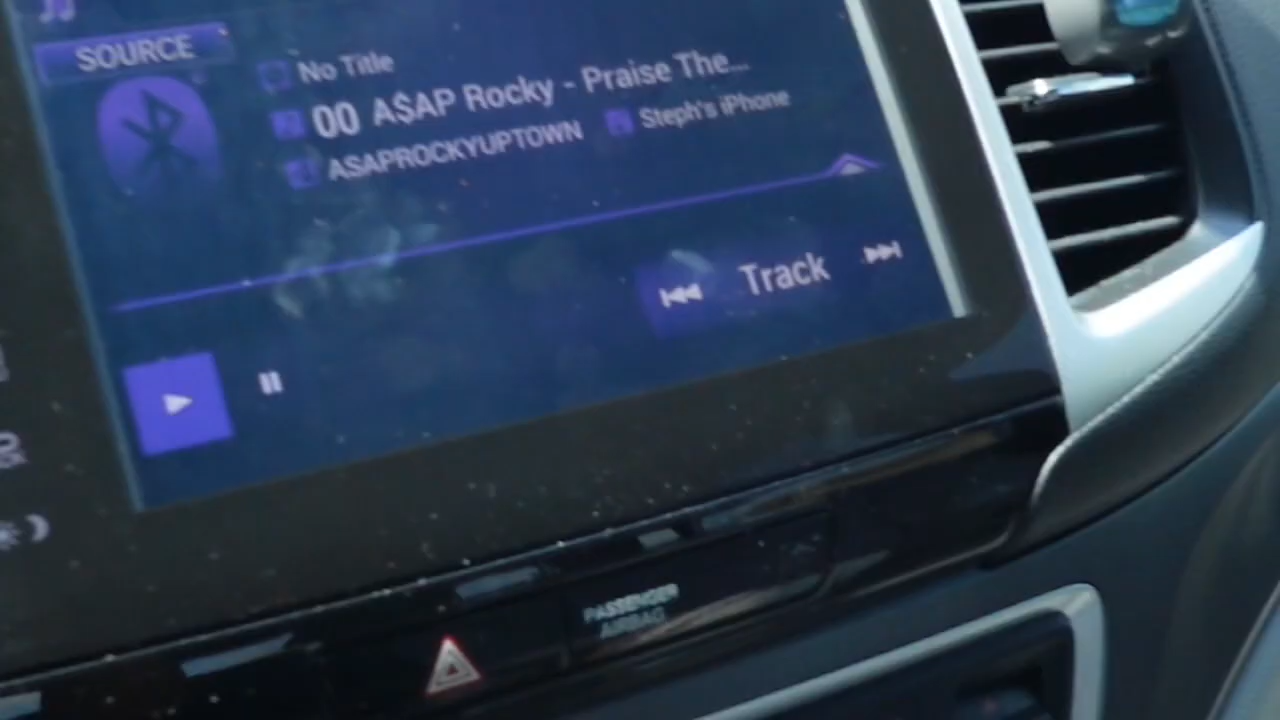 SOURCE
No Title
00 A$AP Rocky - Praise The...
ASAPROCKYUPTOWN
Steph's iPhone
Track
PASSENGER
AIRBAG